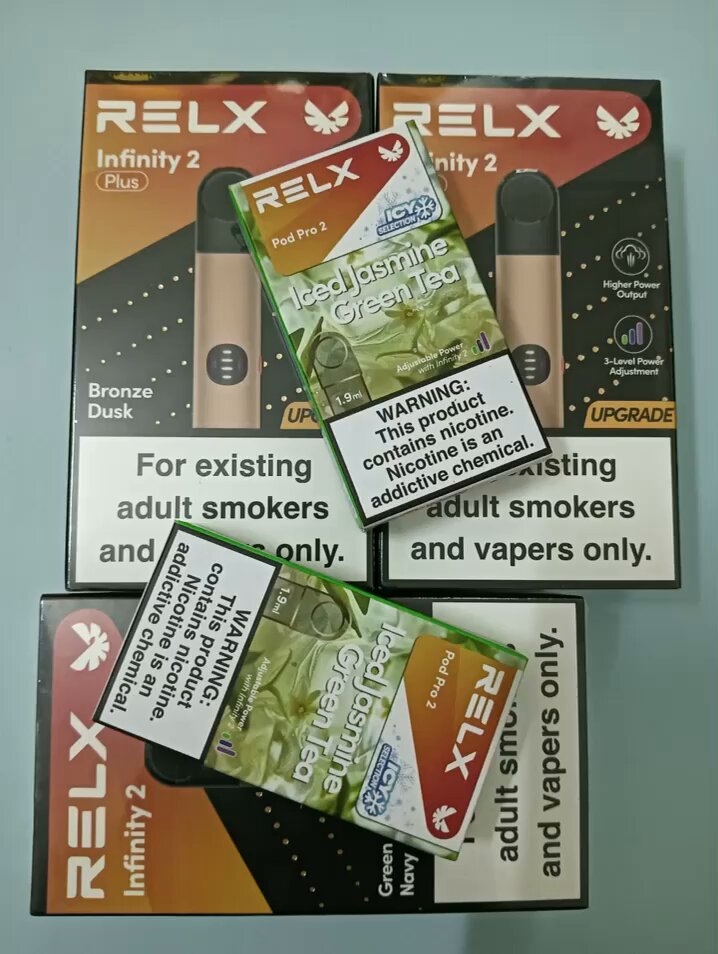 RELX
Infinity 2
Plus
Bronze
Dusk
For existing
adult smokers
and only.
RELX
2
Higher Power
Output
3-Level Power
Adjustment
UPGRADE
adult smokers
and vapers only.
RELX
Pod Pro 2
ICY
SELECTION
Iced Jasmine
Green Tea
Adjustable Power
with Infinity 2
1.9ml
WARNING:
This product
contains nicotine.
Nicotine is an
addictive chemical.
RELX
Pod Pro 2
ICY
SELECTION
Iced Jasmine
Green Tea
Adjustable Power
with Infinity 2
1.9ml
WARNING:
This product
contains nicotine.
Nicotine is an
addictive chemical.
RELX
Infinity 2
Green
Navy
adult
and vapers only.